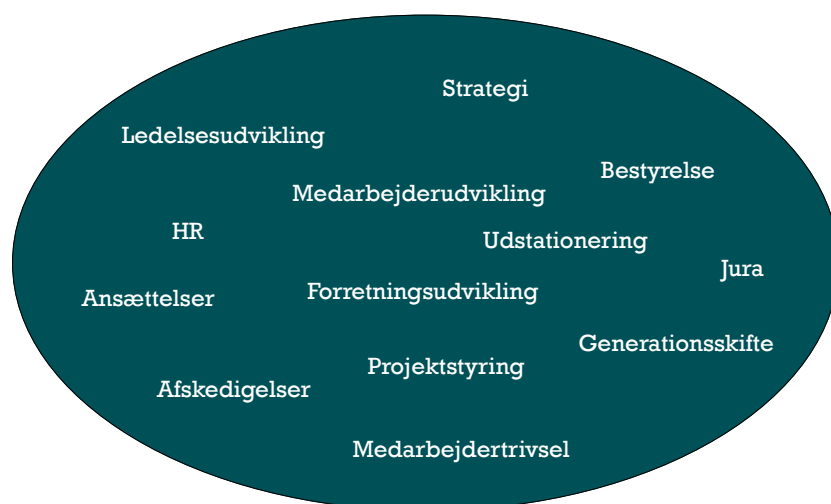 Strategi
Ledelsesudvikling
Bestyrelse
Medarbejderudvikling
HR
Udstationering
Jura
Ansættelser
Forretningsudvikling
Generationsskifte
Projektstyring
Afskedigelser
Medarbejdertrivsel